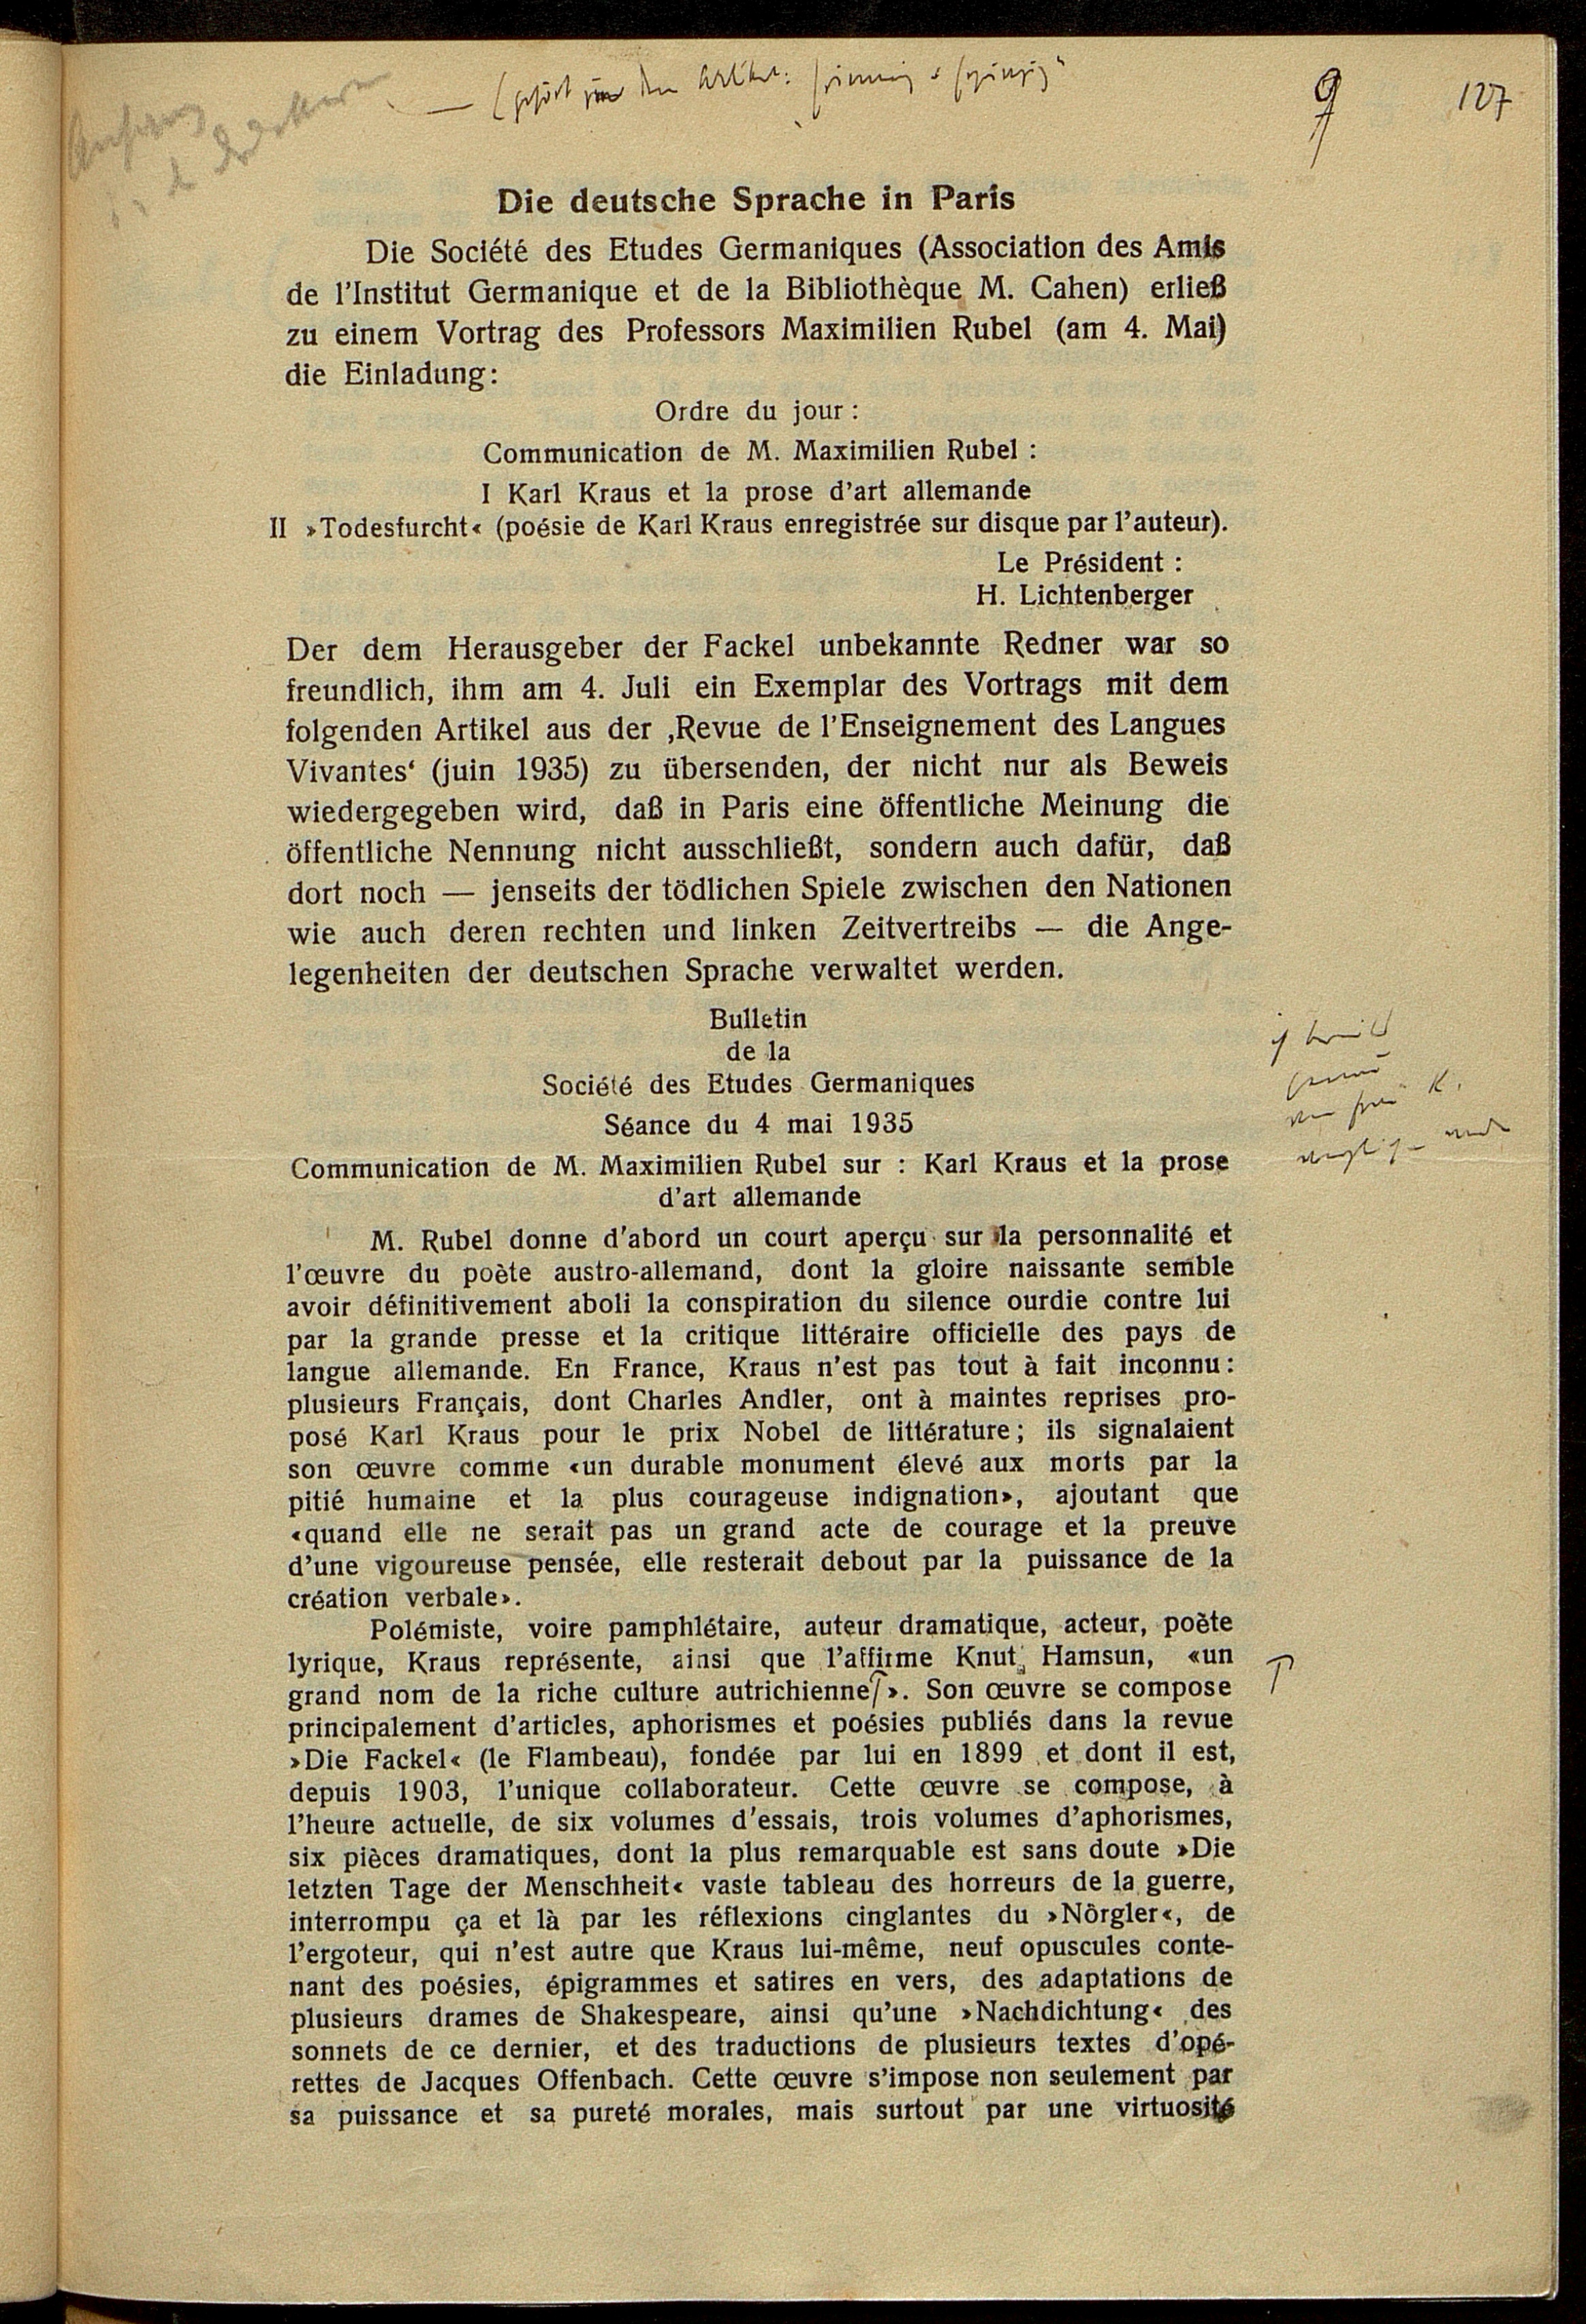 127
Die deutsche Sprache in Paris
Die Société des Etudes Germaniques (Association des Amis
de l'Institut Germanique et de la Bibliothèque M. Cahen) erließ
zu einem Vortrag des Professors Maximilien Rubel (am 4. Mai)
die Einladung:
Ordre du jour :
Communication de M. Maximilien Rubel :
I Karl Kraus et la prose d'art allemande
II »Todesfurcht« (poésie de Karl Kraus enregistrée sur disque par l'auteur).
Le Président :
H. Lichtenberger
Der dem Herausgeber der Fackel unbekannte Redner war so
freundlich, ihm am 4. Juli ein Exemplar des Vortrags mit dem
folgenden Artikel aus der ‚Revue de l'Enseignement des Langues
Vivantes‘ (juin 1935) zu übersenden, der nicht nur als Beweis
wiedergegeben wird, daß in Paris eine öffentliche Meinung die
öffentliche Nennung nicht ausschließt, sondern auch dafür, daß
dort noch — jenseits der tödlichen Spiele zwischen den Nationen
wie auch deren rechten und linken Zeitvertreibs — die Ange-
legenheiten der deutschen Sprache verwaltet werden.
Bulletin
de la
Société des Etudes Germaniques
Séance du 4 mai 1935
Communication de M. Maximilien Rubel sur : Karl Kraus et la prose
d'art allemande
M. Rubel donne d'abord un court aperçu sur la personnalité et
l'œuvre du poète austro-allemand, dont la gloire naissante semble
avoir définitivement aboli la conspiration du silence ourdie contre lui
par la grande presse et la critique littéraire officielle des pays de
langue allemande. En France, Kraus n'est pas tout à fait inconnu:
plusieurs Français, dont Charles Andler, ont à maintes reprises pro-
posé Karl Kraus pour le prix Nobel de littérature; ils signalaient
son œuvre comme «un durable monument élevé aux morts par la
pitié humaine et la plus courageuse indignation», ajoutant que
«quand elle ne serait pas un grand acte de courage et la preuve
d'une vigoureuse pensée, elle resterait debout par la puissance de la
création verbale».
Polémiste, voire pamphlétaire, auteur dramatique, acteur, poète
lyrique, Kraus représente, ainsi que l'affirme Knut Hamsun, «un
grand nom de la riche culture autrichienne». Son œuvre se compose
principalement d'articles, aphorismes et poésies publiés dans la revue
»Die Fackel« (le Flambeau), fondée par lui en 1899 et dont il est,
depuis 1903, l'unique collaborateur. Cette œuvre se compose, à
l'heure actuelle, de six volumes d'essais, trois volumes d'aphorismes,
six pièces dramatiques, dont la plus remarquable est sans doute »Die
letzten Tage der Menschheit« vaste tableau des horreurs de la guerre,
interrompu ça et là par les réflexions cinglantes du »Nörgler«, de
l'ergoteur, qui n'est autre que Kraus lui-même, neuf opuscules conte-
nant des poésies, épigrammes et satires en vers, des adaptations de
plusieurs drames de Shakespeare, ainsi qu'une »Nachdichtung« des
sonnets de ce dernier, et des traductions de plusieurs textes d'opé-
rettes de Jacques Offenbach. Cette œuvre s'impose non seulement par
sa puissance et sa pureté morales, mais surtout par une virtuosité